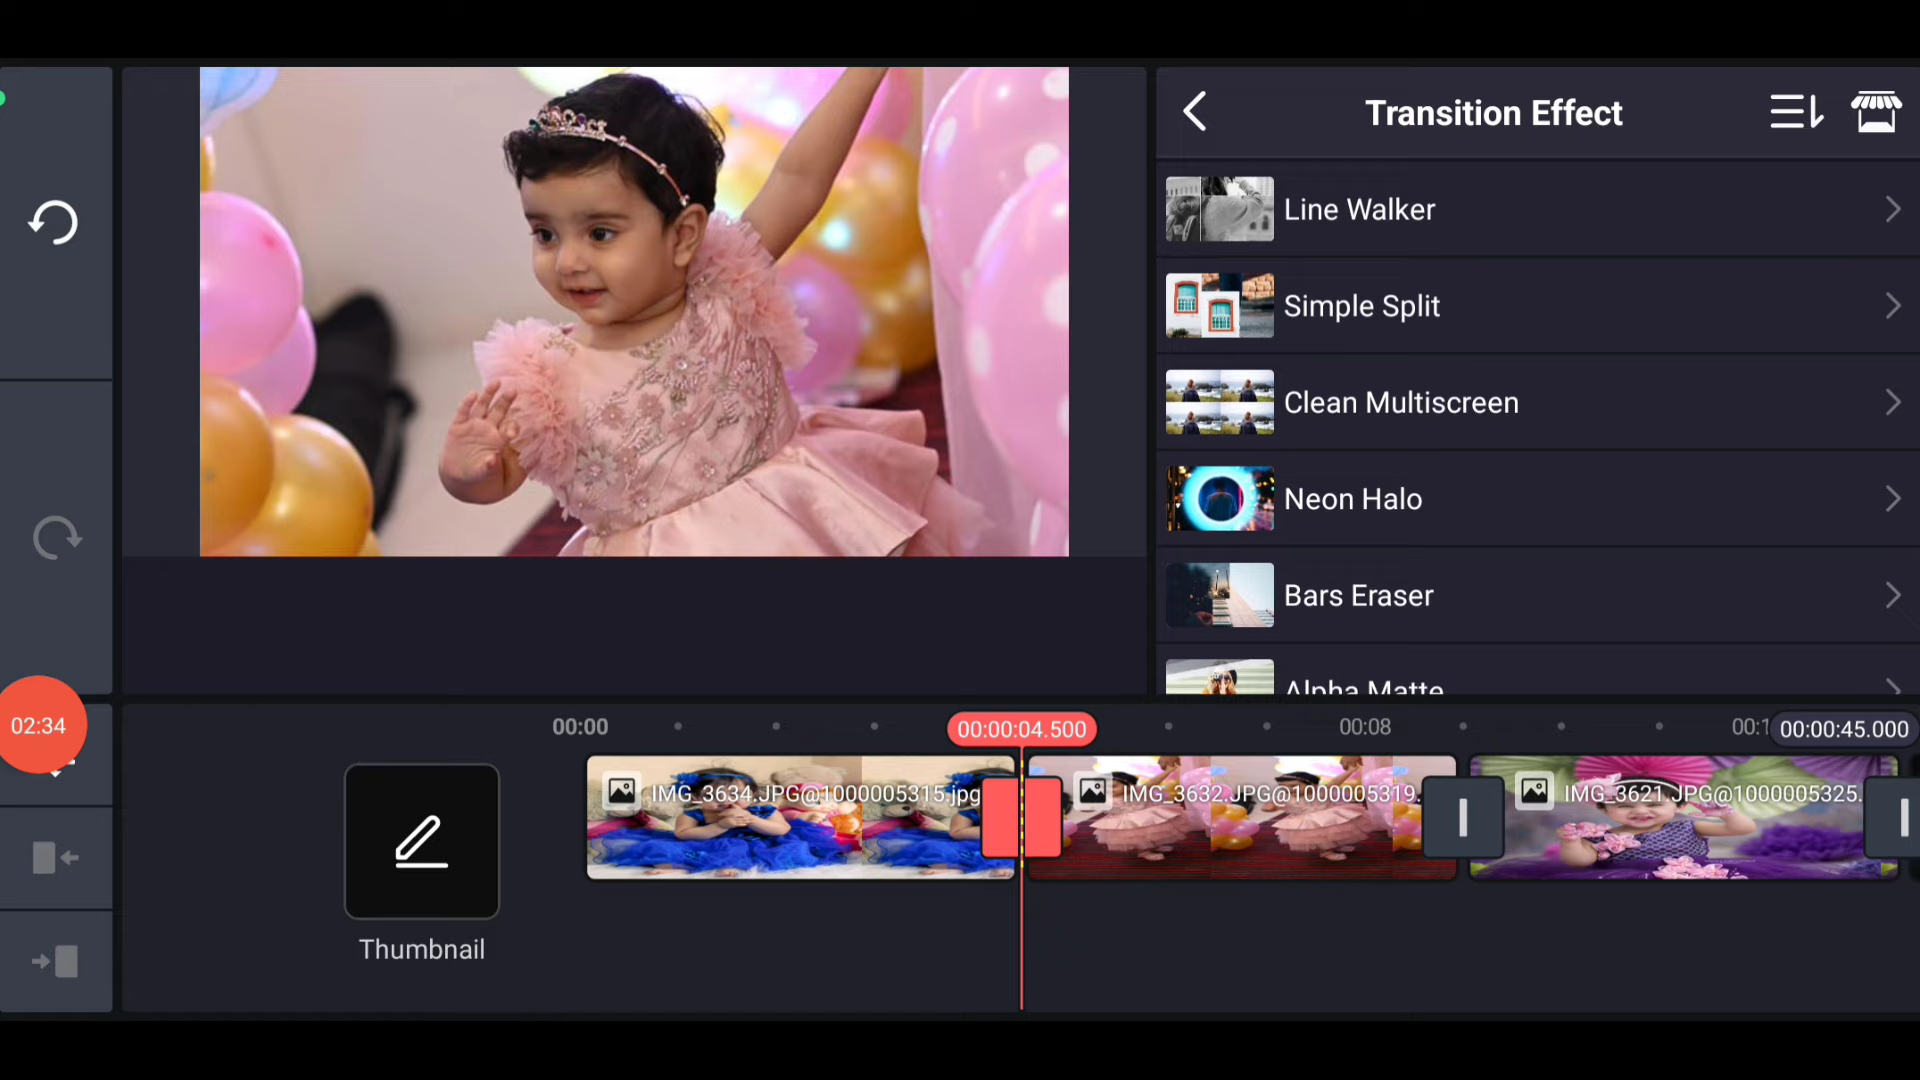 Transition Effect
Line Walker
Simple Split
Clean Multiscreen
Neon Halo
Bars Eraser
Alpha Matte
02:34
00:00
00:00:04.500
00:08
00:1
00:00:45.000
IMG_3634.JPG@1000005315.jpg
IMG_3632.JPG@1000005319.
IMG_3621.JPG@1000005325.
Thumbnail